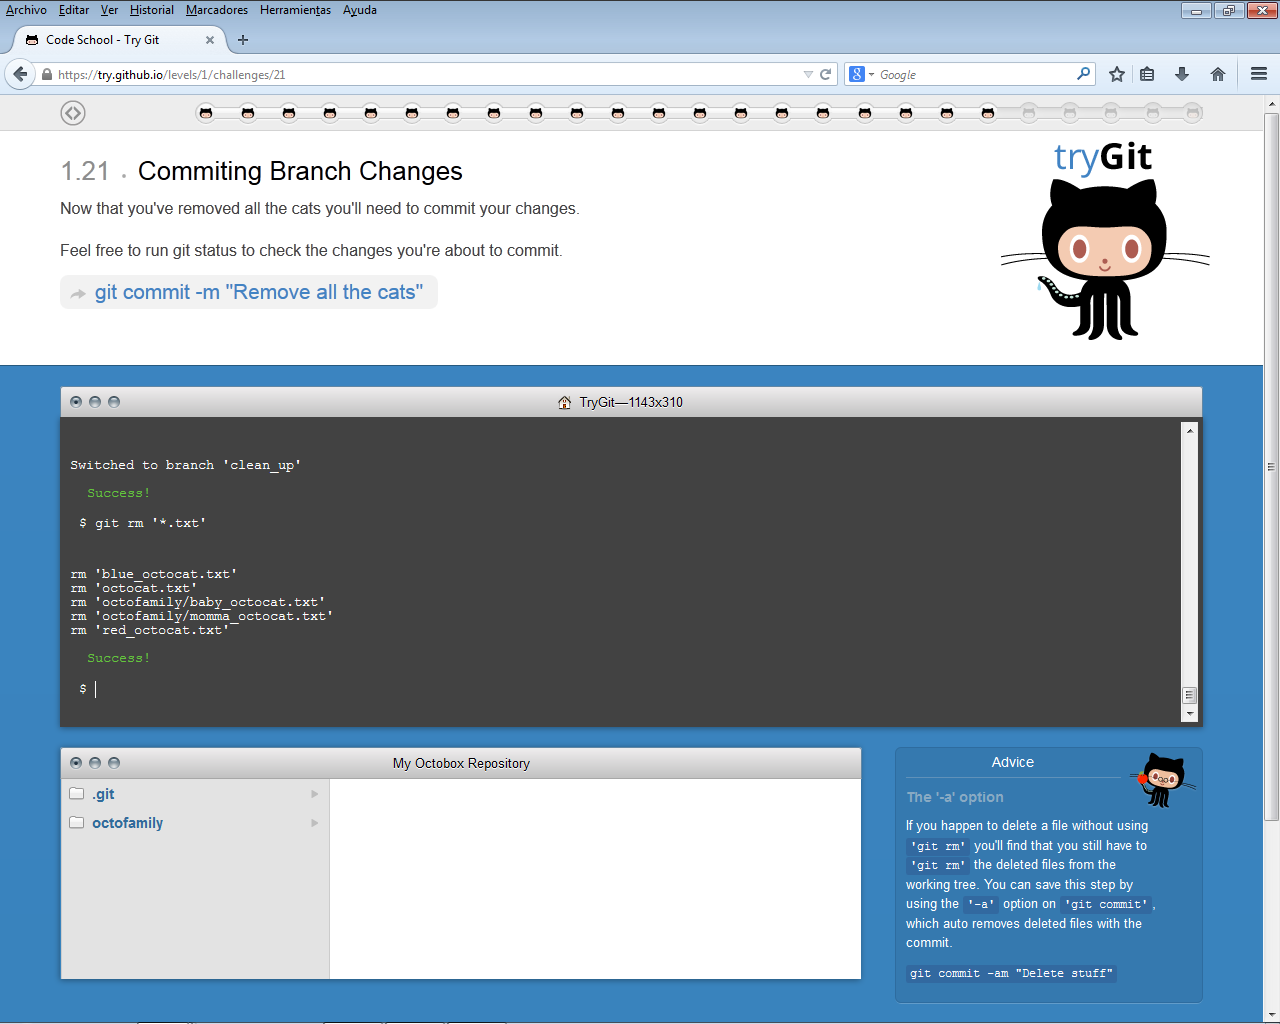 Archivo Editar Ver Historial Marcadores Herramientas Ayuda
Code School - Try Git
https://try.github.io/levels/1/challenges/21
Google
tryGit
1.21 · Commiting Branch Changes
Now that you've removed all the cats you'll need to commit your changes.
Feel free to run git status to check the changes you're about to commit.
git commit -m "Remove all the cats"
TryGit—1143x310
Switched to branch 'clean_up'
Success!
$ git rm '*.txt'
rm 'blue_octocat.txt'
rm 'octocat.txt'
rm 'octofamily/baby_octocat.txt'
rm 'octofamily/momma_octocat.txt'
rm 'red_octocat.txt'
Success!
$
My Octobox Repository
.git
octofamily
Advice
The '-a' option
If you happen to delete a file without using
'git rm' you'll find that you still have to
'git rm' the deleted files from the
working tree. You can save this step by
using the '-a' option on 'git commit',
which auto removes deleted files with the
commit.
git commit -am "Delete stuff"